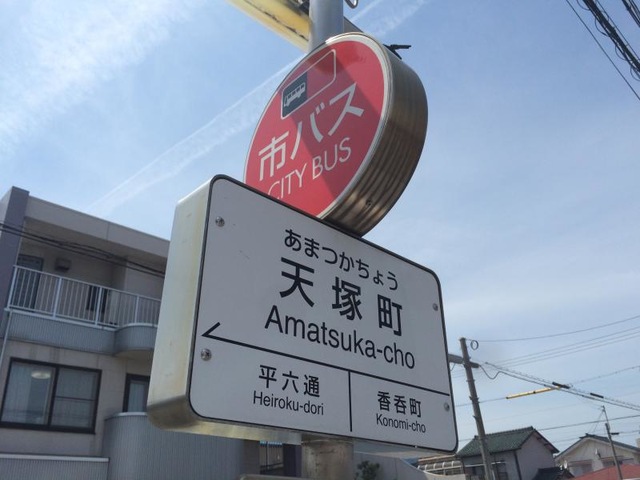 市バス
CITY BUS
あまつかちょう
天塚町
Amatsuka-cho
平六通
Heiroku-dori
香呑町
Konomi-cho